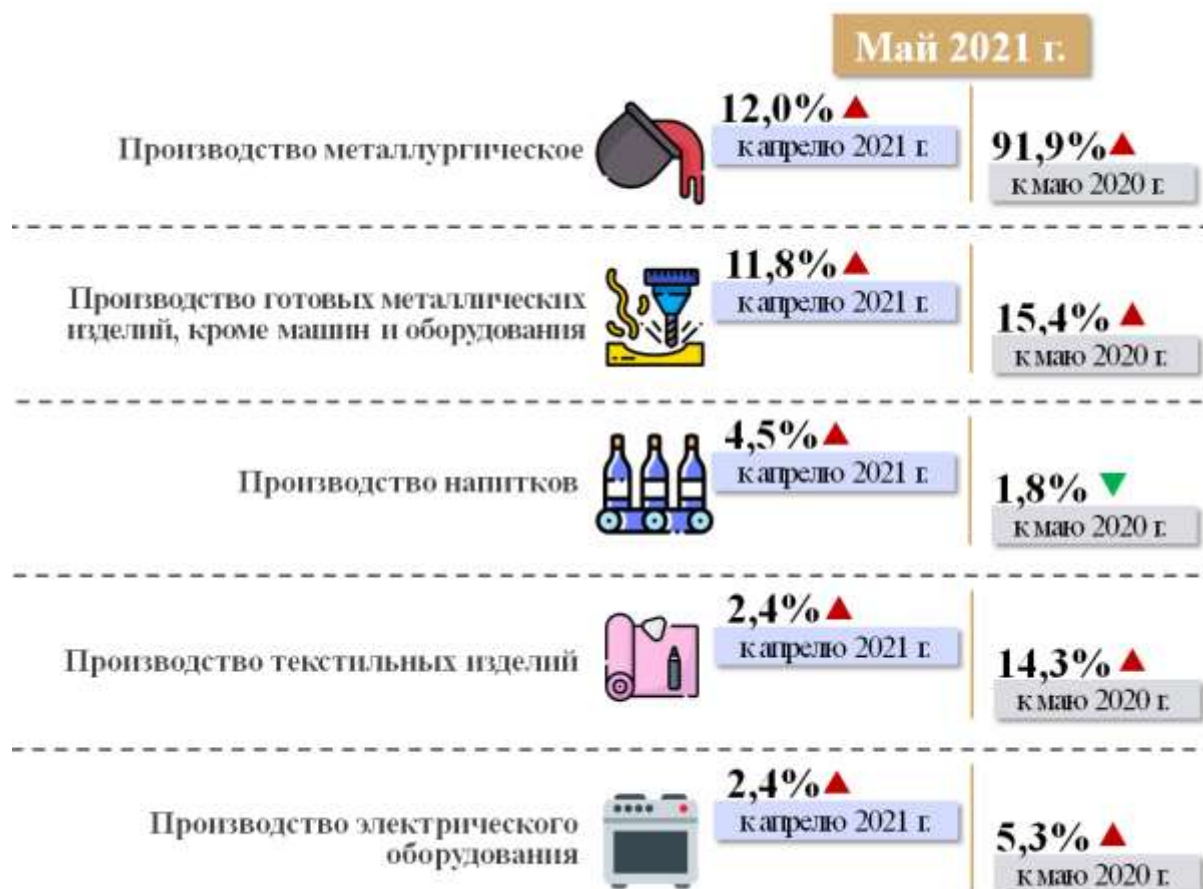 Май 2021 г.
Производство металлургическое
12,0%
к апрелю 2021 г.
91,9%
к маю 2020 г.
Производство готовых металлических
изделий, кроме машин и оборудования
11,8%
к апрелю 2021 г.
15,4%
к маю 2020 г.
Производство напитков
4,5%
к апрелю 2021 г.
1,8%
к маю 2020 г.
Производство текстильных изделий
2,4%
к апрелю 2021 г.
14,3%
к маю 2020 г.
Производство электрического
оборудования
2,4%
к апрелю 2021 г.
5,3%
к маю 2020 г.